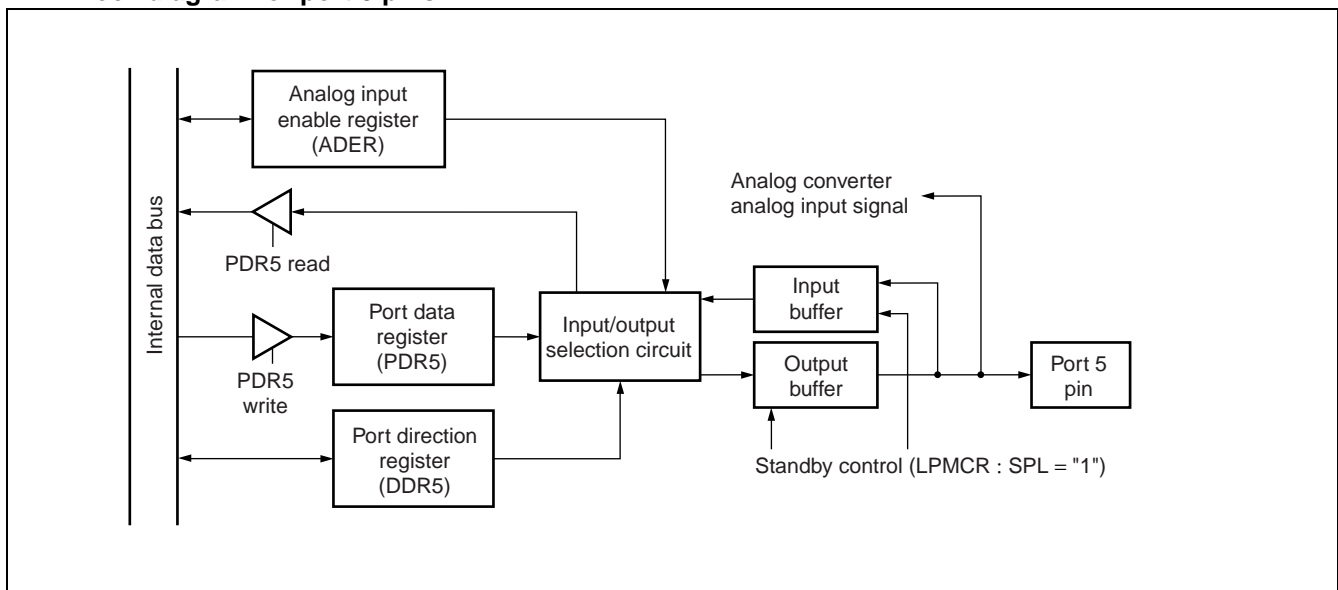 Internal data bus
Analog input
enable register
(ADER)
PDR5 read
Port data
register
(PDR5)
PDR5
write
Port direction
register
(DDR5)
Input/output
selection circuit
Analog converter
analog input signal
Input
buffer
Output
buffer
Port 5
pin
Standby control (LPMCR : SPL = "1")